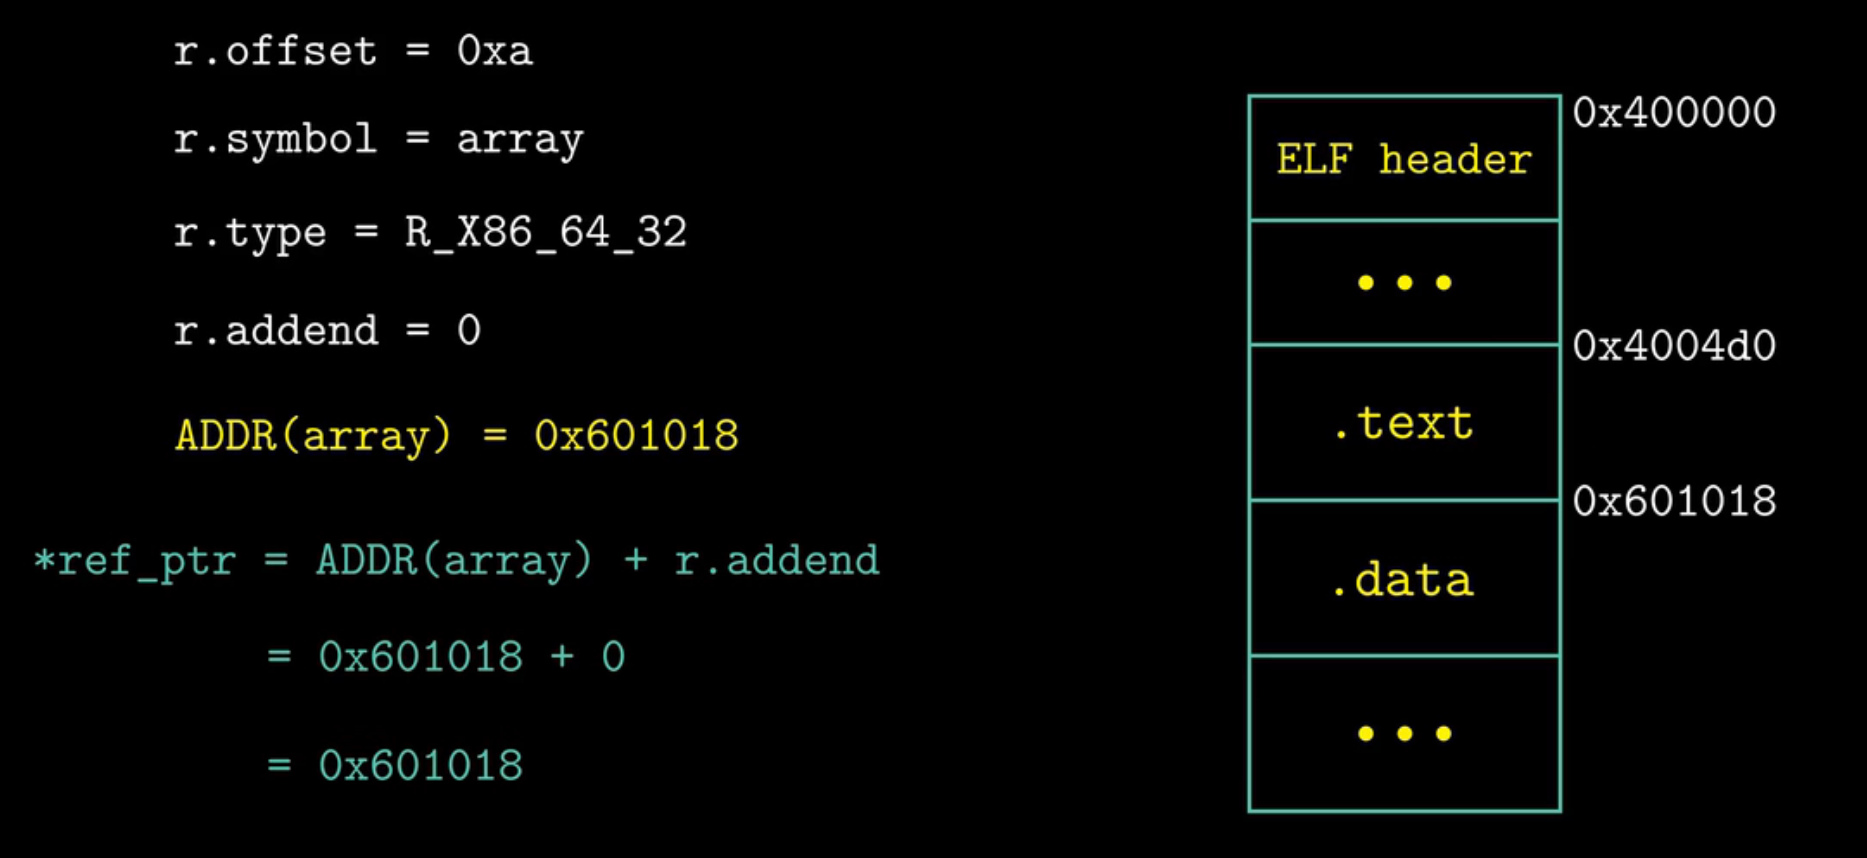 r.offset = 0xa
r.symbol = array
r.type = R_X86_64_32
r.addend = 0
ADDR(array) = 0x601018
*ref_ptr = ADDR(array) + r.addend
= 0x601018 + 0
= 0x601018
0x400000
ELF header
•••
0x4004d0
.text
0x601018
.data
•••